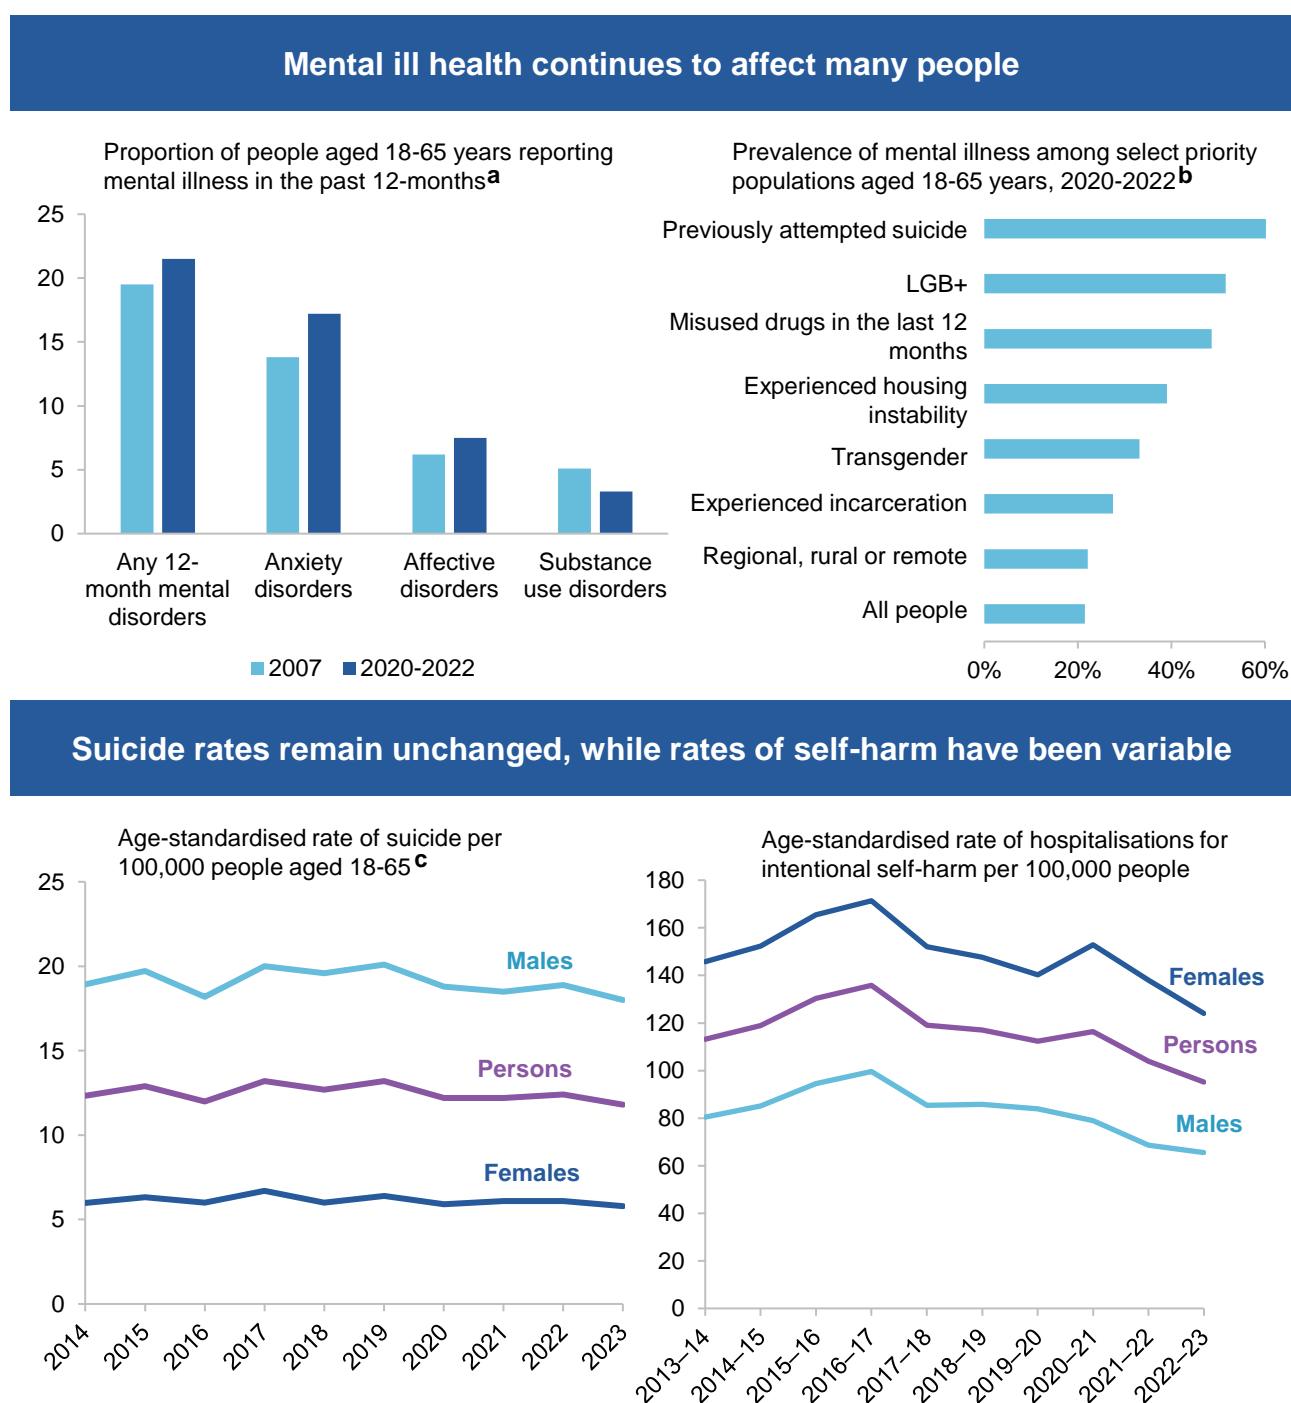 Mental ill health continues to affect many people
Proportion of people aged 18-65 years reporting
mental illness in the past 12-months a
25
20
15
10
5
0
Any 12-
month mental
disorders
Anxiety
disorders
Affective
disorders
Substance
use disorders
2007
2020-2022
Prevalence of mental illness among select priority
populations aged 18-65 years, 2020-2022 b
Previously attempted suicide
LGB+
Misused drugs in the last 12
months
Experienced housing
instability
Transgender
Experienced incarceration
Regional, rural or remote
All people
0%
20%
40%
60%
Suicide rates remain unchanged, while rates of self-harm have been variable
Age-standardised rate of suicide per
100,000 people aged 18-65 c
25
20
15
10
5
0
Males
Persons
Females
2014
2015
2016
2017
2018
2019
2020
2021
2022
2023
Age-standardised rate of hospitalisations for
intentional self-harm per 100,000 people
180
160
140
120
100
80
60
40
20
0
Females
Persons
Males
2013–14
2014–15
2015–16
2016–17
2017–18
2018–19
2019–20
2020–21
2021–22
2022–23